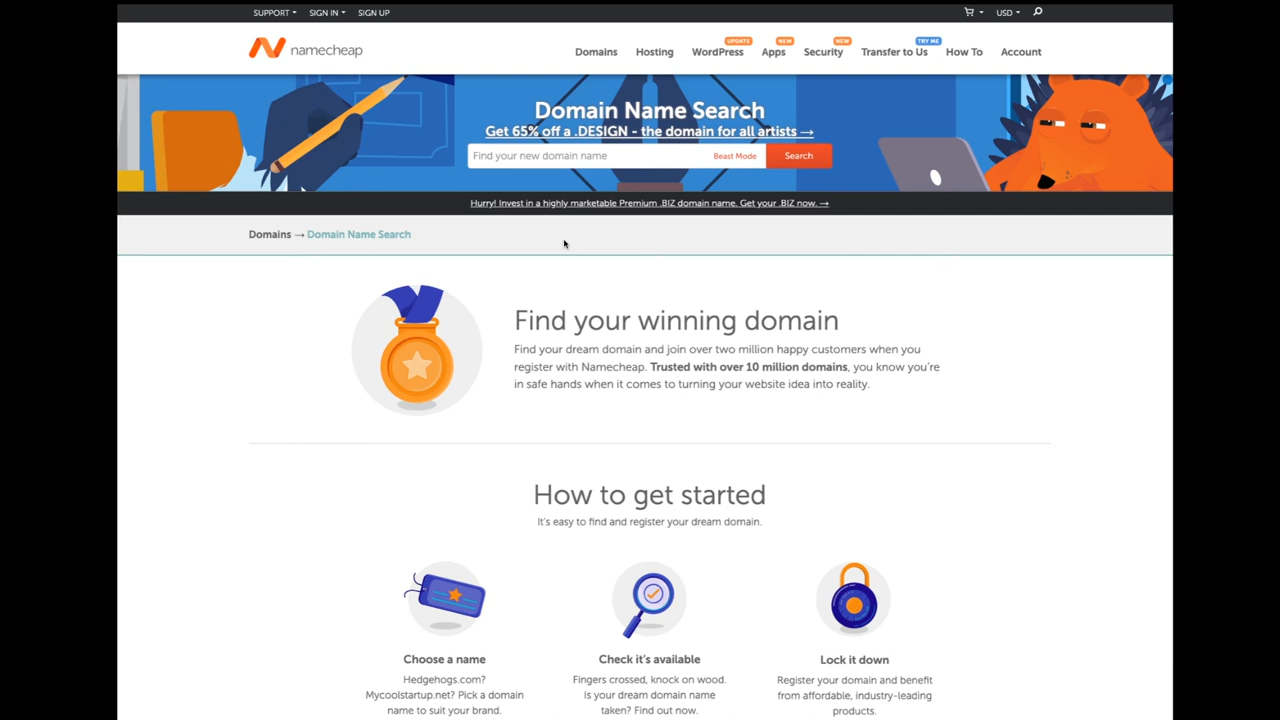 SUPPORT SIGN IN SIGN UP USD
namecheap
UPDATE NEW NEW TRY ME
Domains Hosting WordPress Apps Security Transfer to Us How To Account
Domain Name Search
Get 65% off a .DESIGN - the domain for all artists →
Find your new domain name Beast Mode Search
Hurry! Invest in a highly marketable Premium .BIZ domain name. Get your .BIZ now. →
Domains → Domain Name Search
Find your winning domain
Find your dream domain and join over two million happy customers when you
register with Namecheap. Trusted with over 10 million domains, you know you're
in safe hands when it comes to turning your website idea into reality.
How to get started
It's easy to find and register your dream domain.
Choose a name
Hedgehogs.com?
Mycoolstartup.net? Pick a domain
name to suit your brand.
Check it's available
Fingers crossed, knock on wood.
Is your dream domain name
taken? Find out now.
Lock it down
Register your domain and benefit
from affordable, industry-leading
products.